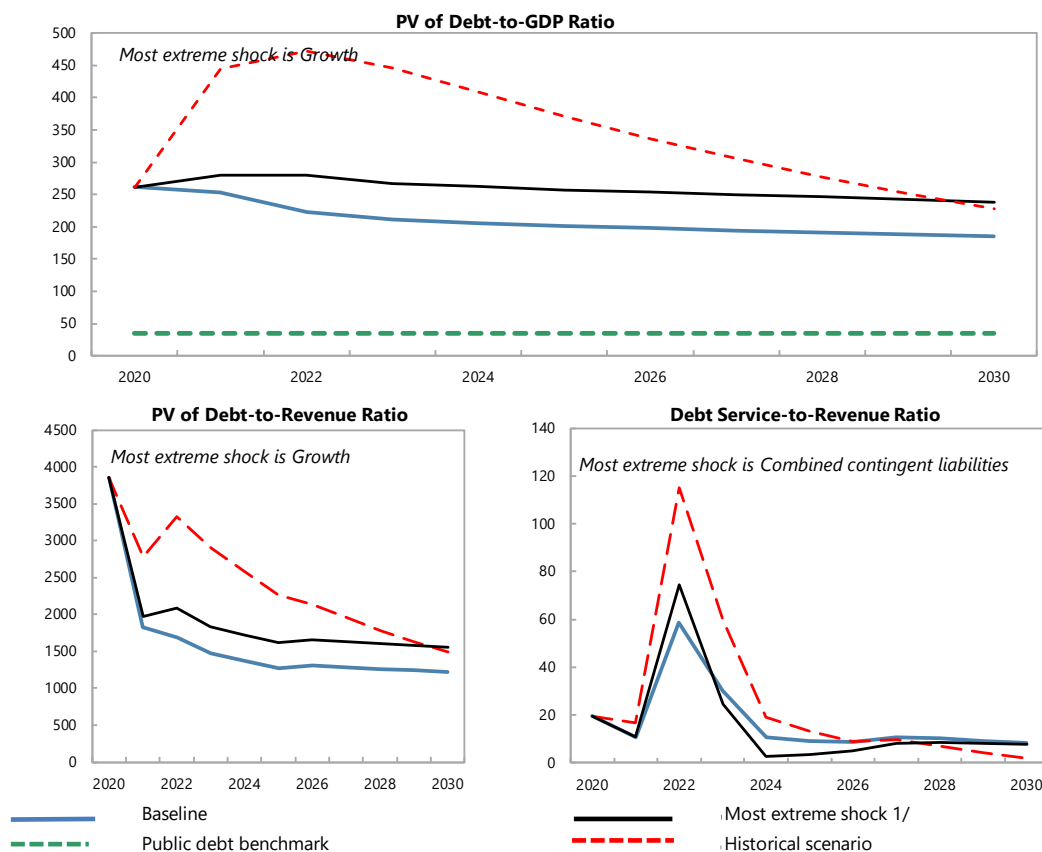 PV of Debt-to-GDP Ratio
Most extreme shock is Growth
500
450
400
350
300
250
200
150
100
50
0
2020 2022 2024 2026 2028 2030
PV of Debt-to-Revenue Ratio
Most extreme shock is Growth
4500
4000
3500
3000
2500
2000
1500
1000
500
0
2020 2022 2024 2026 2028 2030
Debt Service-to-Revenue Ratio
Most extreme shock is Combined contingent liabilities
140
120
100
80
60
40
20
0
2020 2022 2024 2026 2028 2030
Baseline
Most extreme shock 1/
Public debt benchmark
Historical scenario